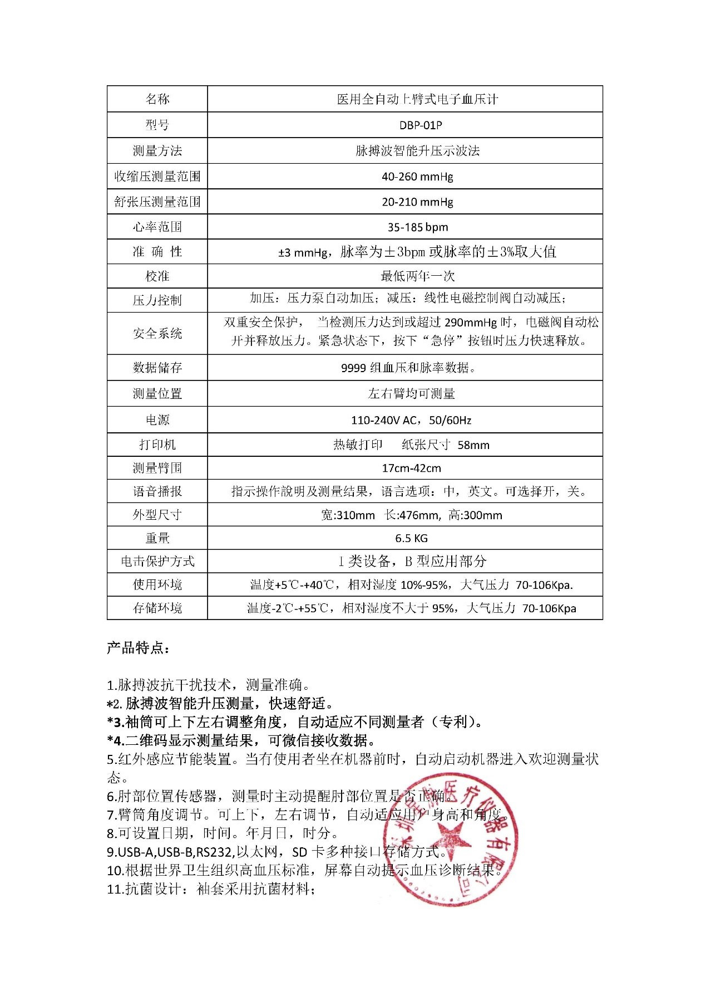 名称 医用全自动上臂式电子血压计
型号 DBP-01P
测量方法 脉搏波智能升压示波法
收缩压测量范围 40-260 mmHg
舒张压测量范围 20-210 mmHg
心率范围 35-185 bpm
准 确 性 ±3 mmHg，脉率为±3bpm 或脉率的±3%取大值
校准 最低两年一次
压力控制 加压：压力泵自动加压；减压：线性电磁控制阀自动减压；
安全系统 双重安全保护， 当检测压力达到或超过 290mmHg 时，电磁阀自动松
开并释放压力。紧急状态下，按下“急停”按钮时压力快速释放。
数据储存 9999 组血压和脉率数据。
测量位置 左右臂均可测量
电源 110-240V AC，50/60Hz
打印机 热敏打印 纸张尺寸 58mm
测量臂围 17cm-42cm
语音播报 指示操作說明及测量结果，语言选项：中，英文。可选择开，关。
外型尺寸 宽:310mm 长:476mm, 高:300mm
重量 6.5 KG
电击保护方式 I 类设备，B 型应用部分
使用环境 温度+5℃-+40℃，相对湿度 10%-95%，大气压力 70-106Kpa.
存储环境 温度-2℃-+55℃，相对湿度不大于 95%，大气压力 70-106Kpa
产品特点：
1.脉搏波抗干扰技术，测量准确。
*2. 脉搏波智能升压测量，快速舒适。
*3.袖筒可上下左右调整角度，自动适应不同测量者（专利）。
*4.二维码显示测量结果，可微信接收数据。
5.红外感应节能装置。当有使用者坐在机器前时，自动启动机器进入欢迎测量状
态。
6.肘部位置传感器，测量时主动提醒肘部位置是否正确。
7.臂筒角度调节。可上下，左右调节，自动适应用户身高和角度。
8.可设置日期，时间。年月日，时分。
9.USB-A,USB-B,RS232,以太网，SD 卡多种接口存储方式。
10.根据世界卫生组织高血压标准，屏幕自动提示血压诊断结果。
11.抗菌设计：袖套采用抗菌材料；
深圳 脉医疗仪器有限公司